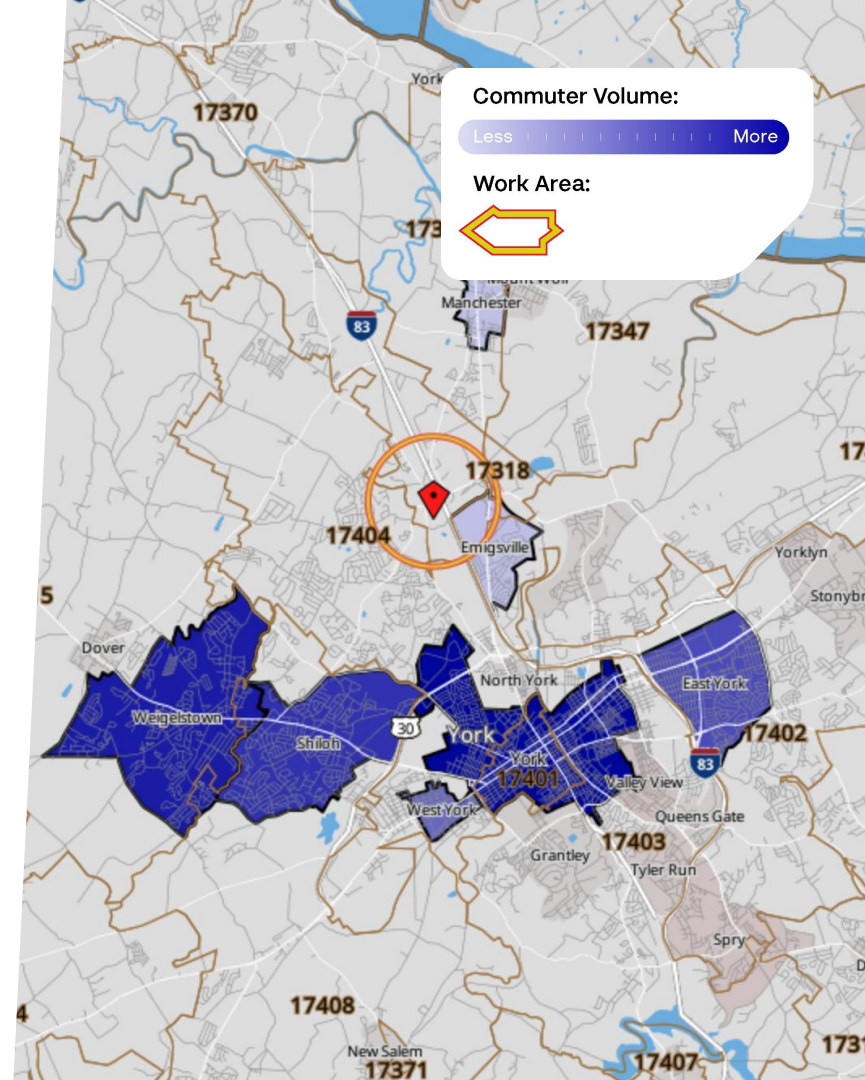 York
17370
Commuter Volume:
Less
More
Work Area:
173
Manchester
17347
83
17
17318
17404
Emigsville
Yorklyn
5
Stonybr
Dover
North York
East York
Weigelstown
30
York
Shiloh
17402
York
83
17401
Valley View
West York
Queens Gate
17403
Grantley
Tyler Run
Spry
D
17408
4
New Salem
1731
17407
17371